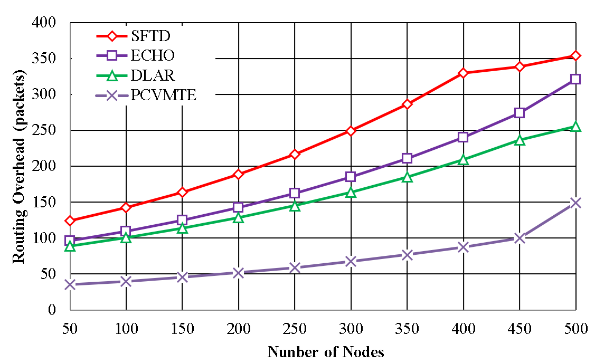 400
350
300
250
200
150
100
50
0
Routing Overhead (packets)
SFTD
ECHO
DLAR
PCVMTE
50 100 150 200 250 300 350 400 450 500
Nunber of Nodes